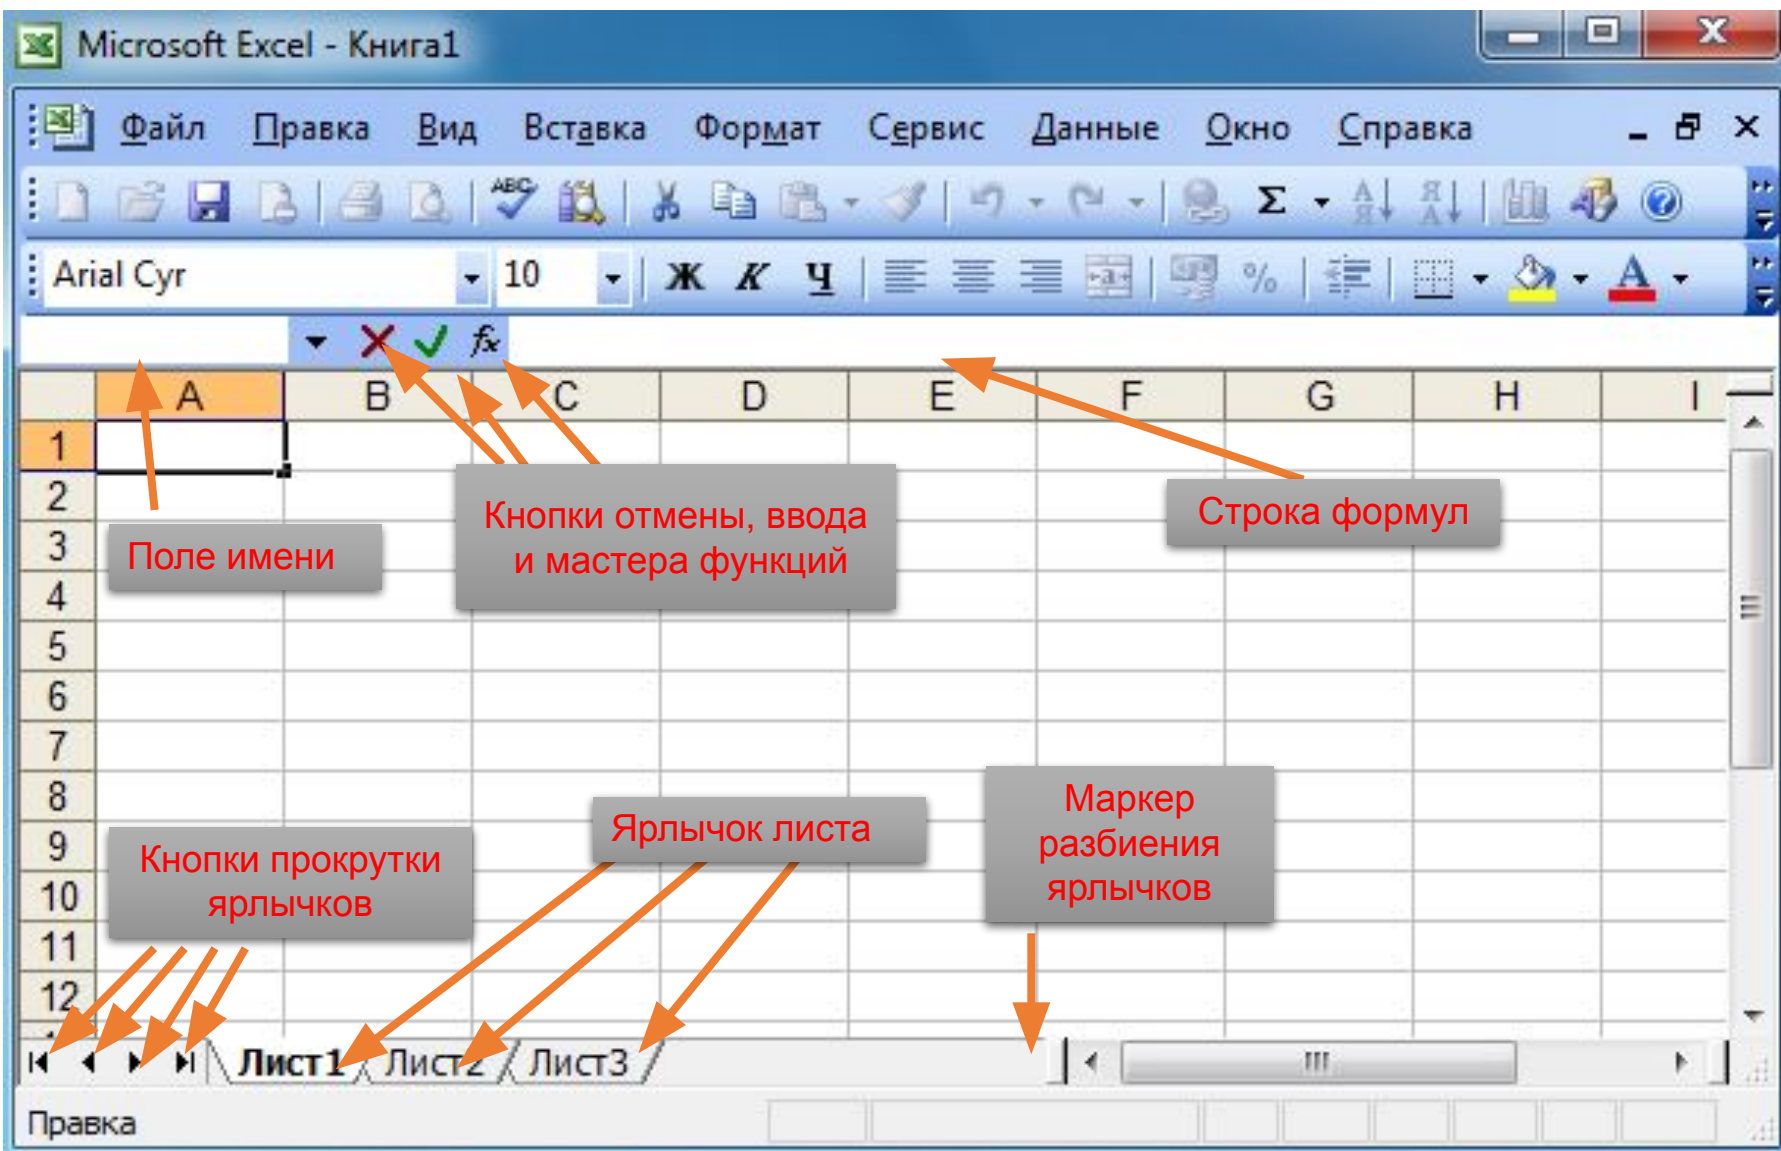 Microsoft Excel - Книга1
Файл Правка Вид Вставка Формат Сервис Данные Окно Справка
ABC Σ А Я Я А
Arial Cyr 10 Ж К Ч a % A
fx
A B C D E F G H I
1
2
3
4
5
6
7
8
9
10
11
12
Поле имени
Кнопки отмены, ввода
и мастера функций
Строка формул
Кнопки прокрутки
ярлычков
Ярлычок листа
Маркер
разбиения
ярлычков
Лист1 Лист2 Лист3
Правка